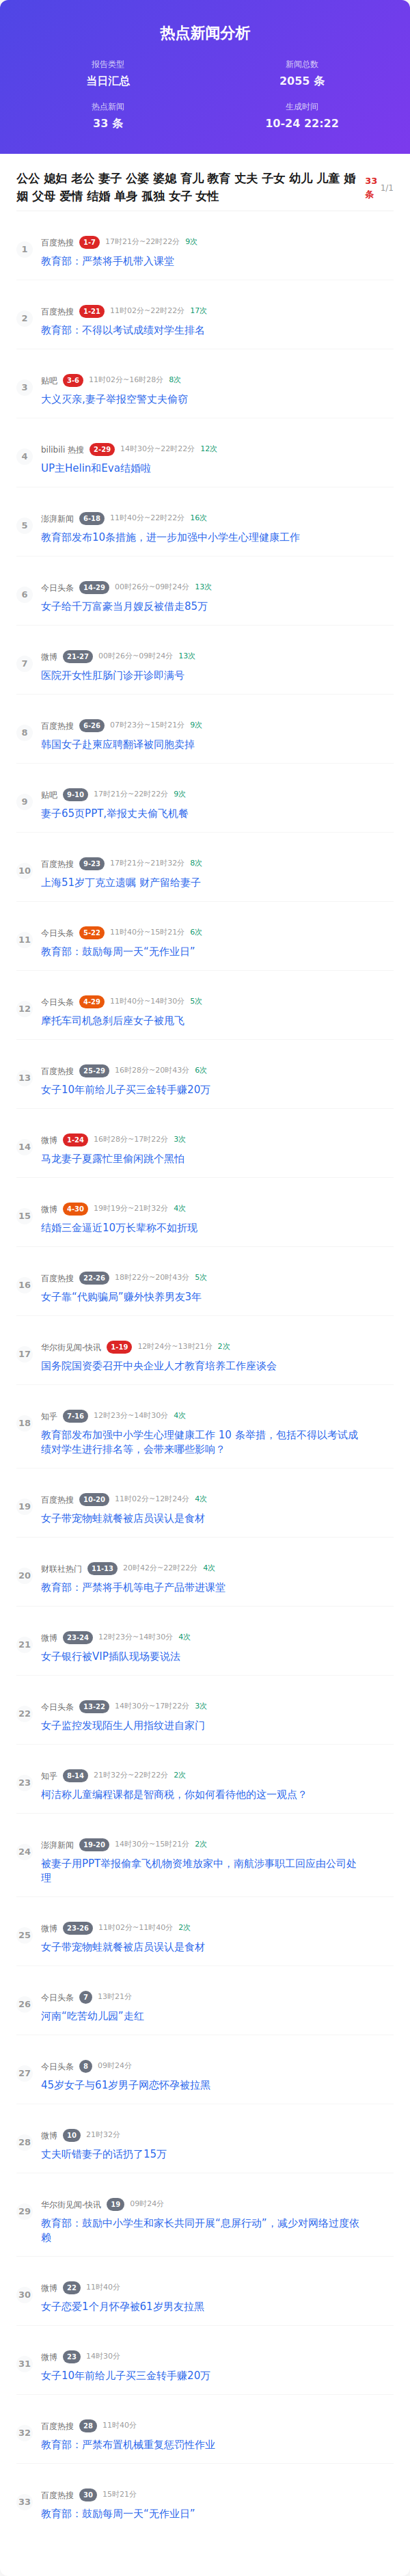 热点新闻分析
报告类型
当日汇总
新闻总数
2055 条
热点新闻
33 条
生成时间
10-24 22:22
公公 媳妇 老公 妻子 公婆 婆媳 育儿 教育 丈夫 子女 幼儿 儿童 婚
姻 父母 爱情 结婚 单身 孤独 女子 女性
33
条
1/1
1
百度热搜 1-7 17时21分~22时22分 9次
教育部：严禁将手机带入课堂
2
百度热搜 1-21 11时02分~22时22分 17次
教育部：不得以考试成绩对学生排名
3
贴吧 3-6 11时02分~16时28分 8次
大义灭亲,妻子举报空警丈夫偷窃
4
bilibili 热搜 2-29 14时30分~22时22分 12次
UP主Helin和Eva结婚啦
5
澎湃新闻 6-18 11时40分~22时22分 16次
教育部发布10条措施，进一步加强中小学生心理健康工作
6
今日头条 14-29 00时26分~09时24分 13次
女子给千万富豪当月嫂反被借走85万
7
微博 21-27 00时26分~09时24分 13次
医院开女性肛肠门诊开诊即满号
8
百度热搜 6-26 07时23分~15时21分 9次
韩国女子赴柬应聘翻译被同胞卖掉
9
贴吧 9-10 17时21分~22时22分 9次
妻子65页PPT,举报丈夫偷飞机餐
10
百度热搜 9-23 17时21分~21时32分 8次
上海51岁丁克立遗嘱 财产留给妻子
11
今日头条 5-22 11时40分~15时21分 6次
教育部：鼓励每周一天“无作业日”
12
今日头条 4-29 11时40分~14时30分 5次
摩托车司机急刹后座女子被甩飞
13
百度热搜 25-29 16时28分~20时43分 6次
女子10年前给儿子买三金转手赚20万
14
微博 1-24 16时28分~17时22分 3次
马龙妻子夏露忙里偷闲跳个黑怕
15
微博 4-30 19时19分~21时32分 4次
结婚三金逼近10万长辈称不如折现
16
百度热搜 22-26 18时22分~20时43分 5次
女子靠“代购骗局”赚外快养男友3年
17
华尔街见闻-快讯 1-19 12时24分~13时21分 2次
国务院国资委召开中央企业人才教育培养工作座谈会
18
知乎 7-16 12时23分~14时30分 4次
教育部发布加强中小学生心理健康工作 10 条举措，包括不得以考试成
绩对学生进行排名等，会带来哪些影响？
19
百度热搜 10-20 11时02分~12时24分 4次
女子带宠物蛙就餐被店员误认是食材
20
财联社热门 11-13 20时42分~22时22分 4次
教育部：严禁将手机等电子产品带进课堂
21
微博 23-24 12时23分~14时30分 4次
女子银行被VIP插队现场要说法
22
今日头条 13-22 14时30分~17时22分 3次
女子监控发现陌生人用指纹进自家门
23
知乎 8-14 21时32分~22时22分 2次
柯洁称儿童编程课都是智商税，你如何看待他的这一观点？
24
澎湃新闻 19-20 14时30分~15时21分 2次
被妻子用PPT举报偷拿飞机物资堆放家中，南航涉事职工回应由公司处
理
25
微博 23-26 11时02分~11时40分 2次
女子带宠物蛙就餐被店员误认是食材
26
今日头条 7 13时21分
河南“吃苦幼儿园”走红
27
今日头条 8 09时24分
45岁女子与61岁男子网恋怀孕被拉黑
28
微博 10 21时32分
丈夫听错妻子的话扔了15万
29
华尔街见闻-快讯 19 09时24分
教育部：鼓励中小学生和家长共同开展“息屏行动”，减少对网络过度依
赖
30
微博 22 11时40分
女子恋爱1个月怀孕被61岁男友拉黑
31
微博 23 14时30分
女子10年前给儿子买三金转手赚20万
32
百度热搜 28 11时40分
教育部：严禁布置机械重复惩罚性作业
33
百度热搜 30 15时21分
教育部：鼓励每周一天“无作业日”